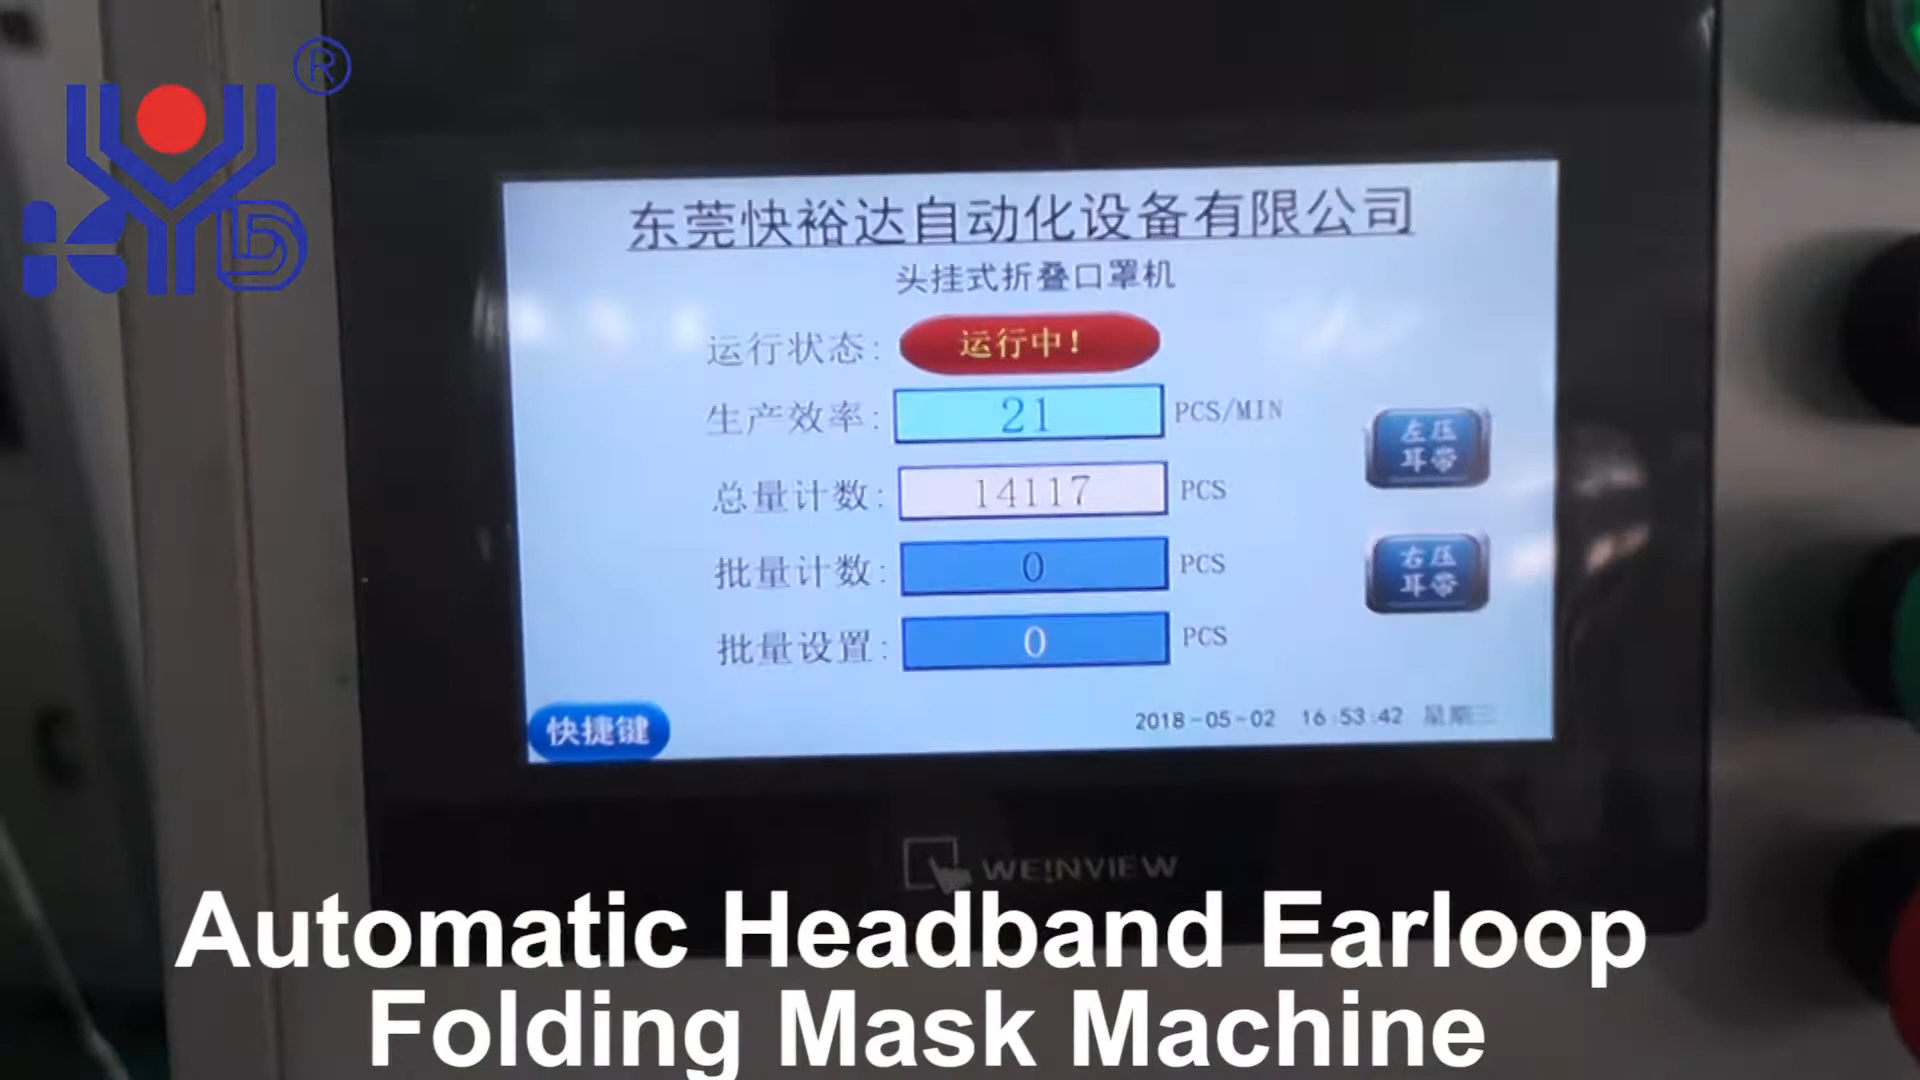 KYD
®
东莞快裕达自动化设备有限公司
头挂式折叠口罩机
运行状态: 运行中!
生产效率: 21 PCS/MIN
总量计数: 14117 PCS
批量计数: 0 PCS
批量设置: 0 PCS
左压
耳带
右压
耳带
快捷键
2018-05-02 16:53:42 星期三
WEINVIEW
Automatic Headband Earloop
Folding Mask Machine